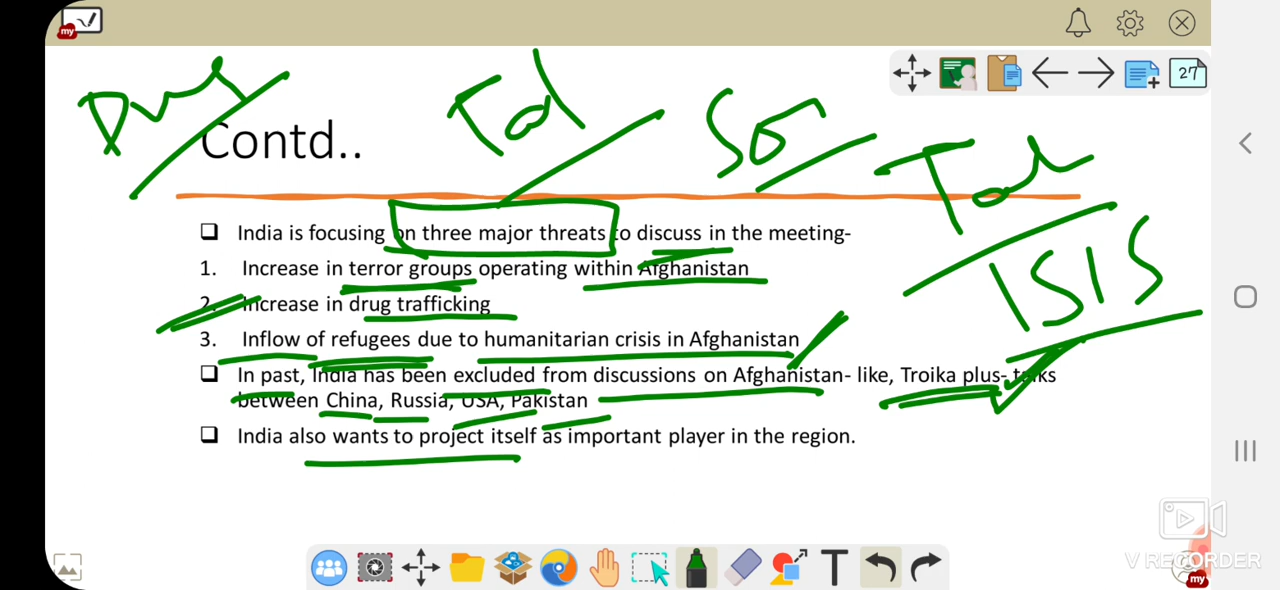 my
27
Contd..
ISIS
❑ India is focusing on three major threats to discuss in the meeting-
1. Increase in terror groups operating within Afghanistan
2. Increase in drug trafficking
3. Inflow of refugees due to humanitarian crisis in Afghanistan
❑ In past, India has been excluded from discussions on Afghanistan- like, Troika plus- talks
between China, Russia, USA, Pakistan
❑ India also wants to project itself as important player in the region.
T
V RECORDER
my